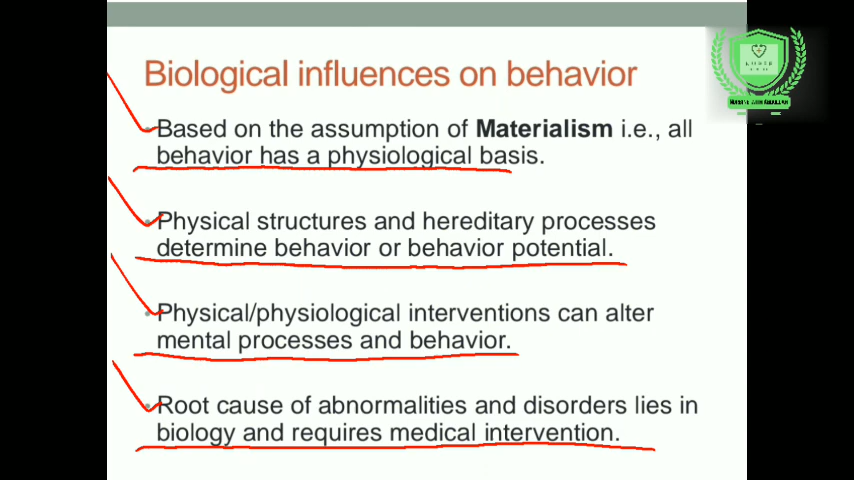 Biological influences on behavior
Based on the assumption of Materialism i.e., all
behavior has a physiological basis.
Physical structures and hereditary processes
determine behavior or behavior potential.
Physical/physiological interventions can alter
mental processes and behavior.
Root cause of abnormalities and disorders lies in
biology and requires medical intervention.